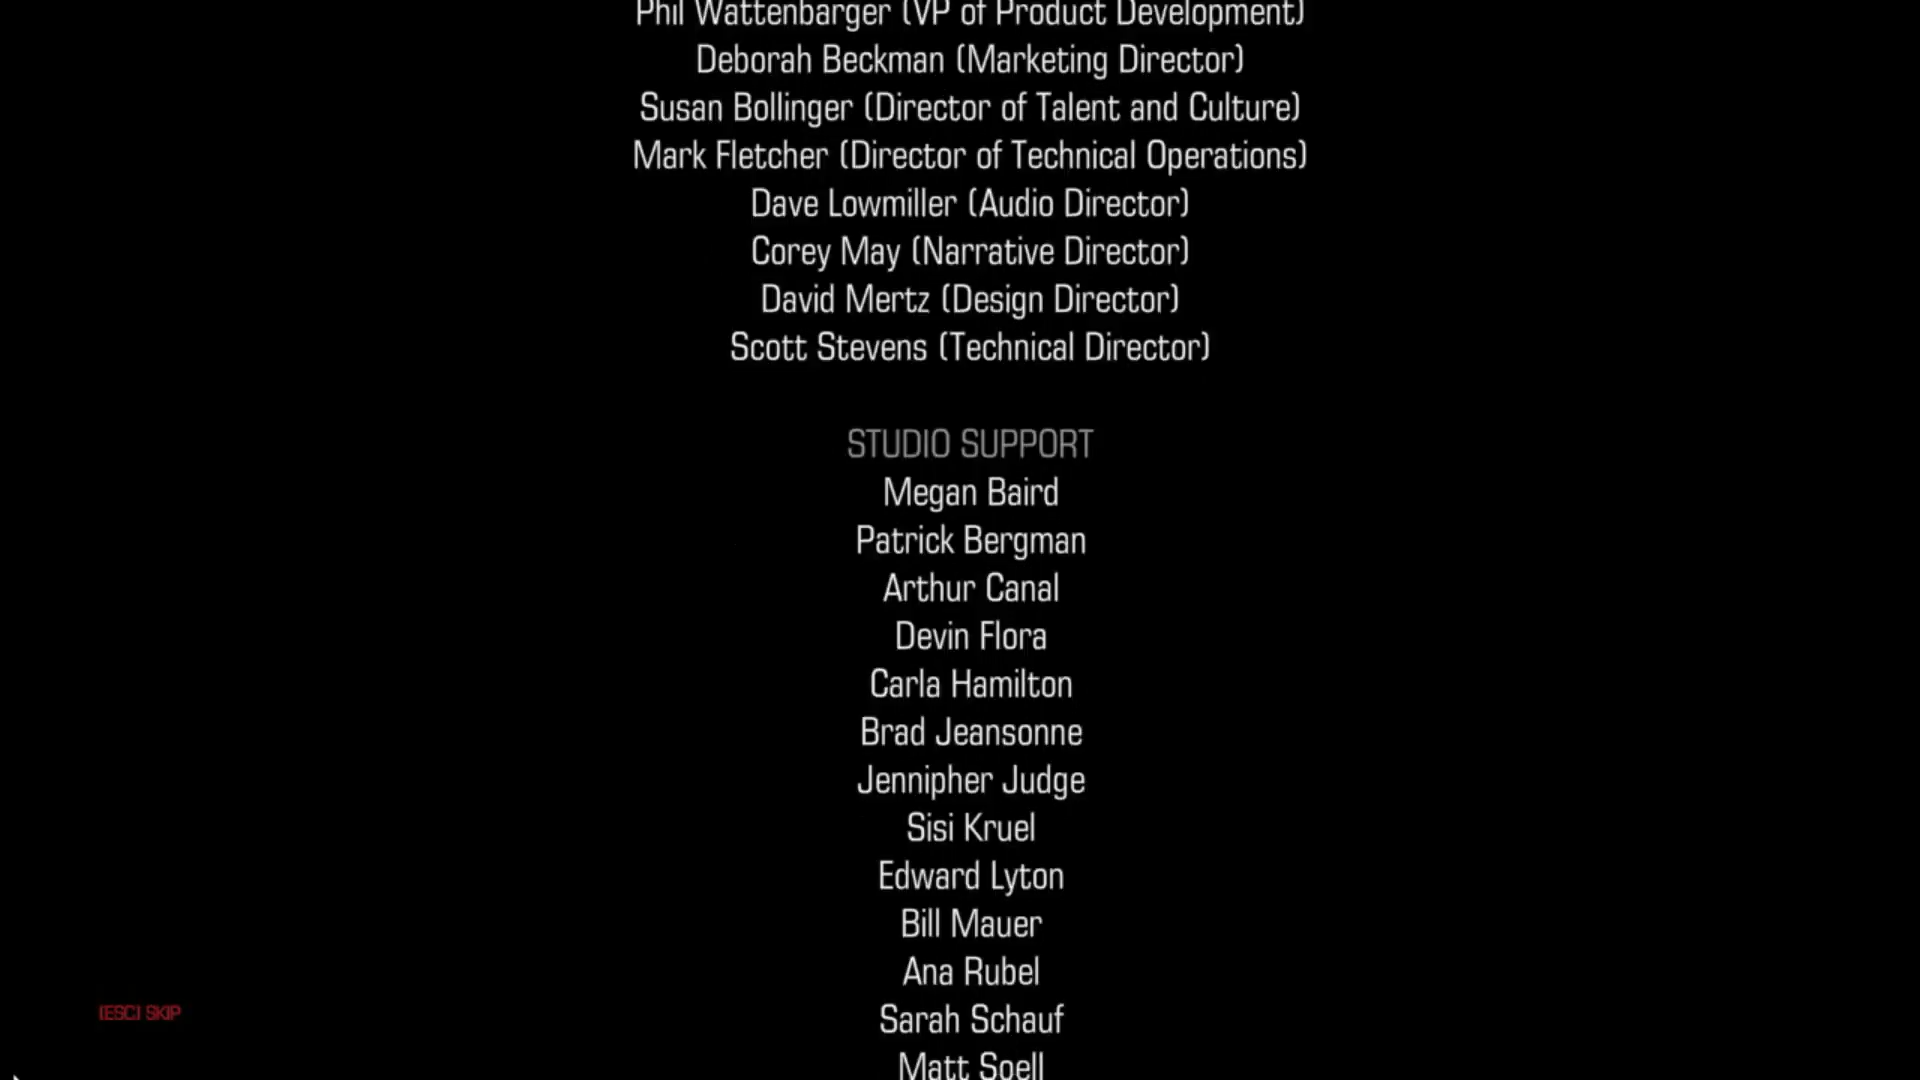 Phil Wattenbarger (VP of Product Development)
Deborah Beckman (Marketing Director)
Susan Bollinger (Director of Talent and Culture)
Mark Fletcher (Director of Technical Operations)
Dave Lowmiller (Audio Director)
Corey May (Narrative Director)
David Mertz (Design Director)
Scott Stevens (Technical Director)
STUDIO SUPPORT
Megan Baird
Patrick Bergman
Arthur Canal
Devin Flora
Carla Hamilton
Brad Jeansonne
Jennipher Judge
Sisi Kruel
Edward Lyton
Bill Mauer
Ana Rubel
[ESC] SKIP
Sarah Schauf
Matt Soell